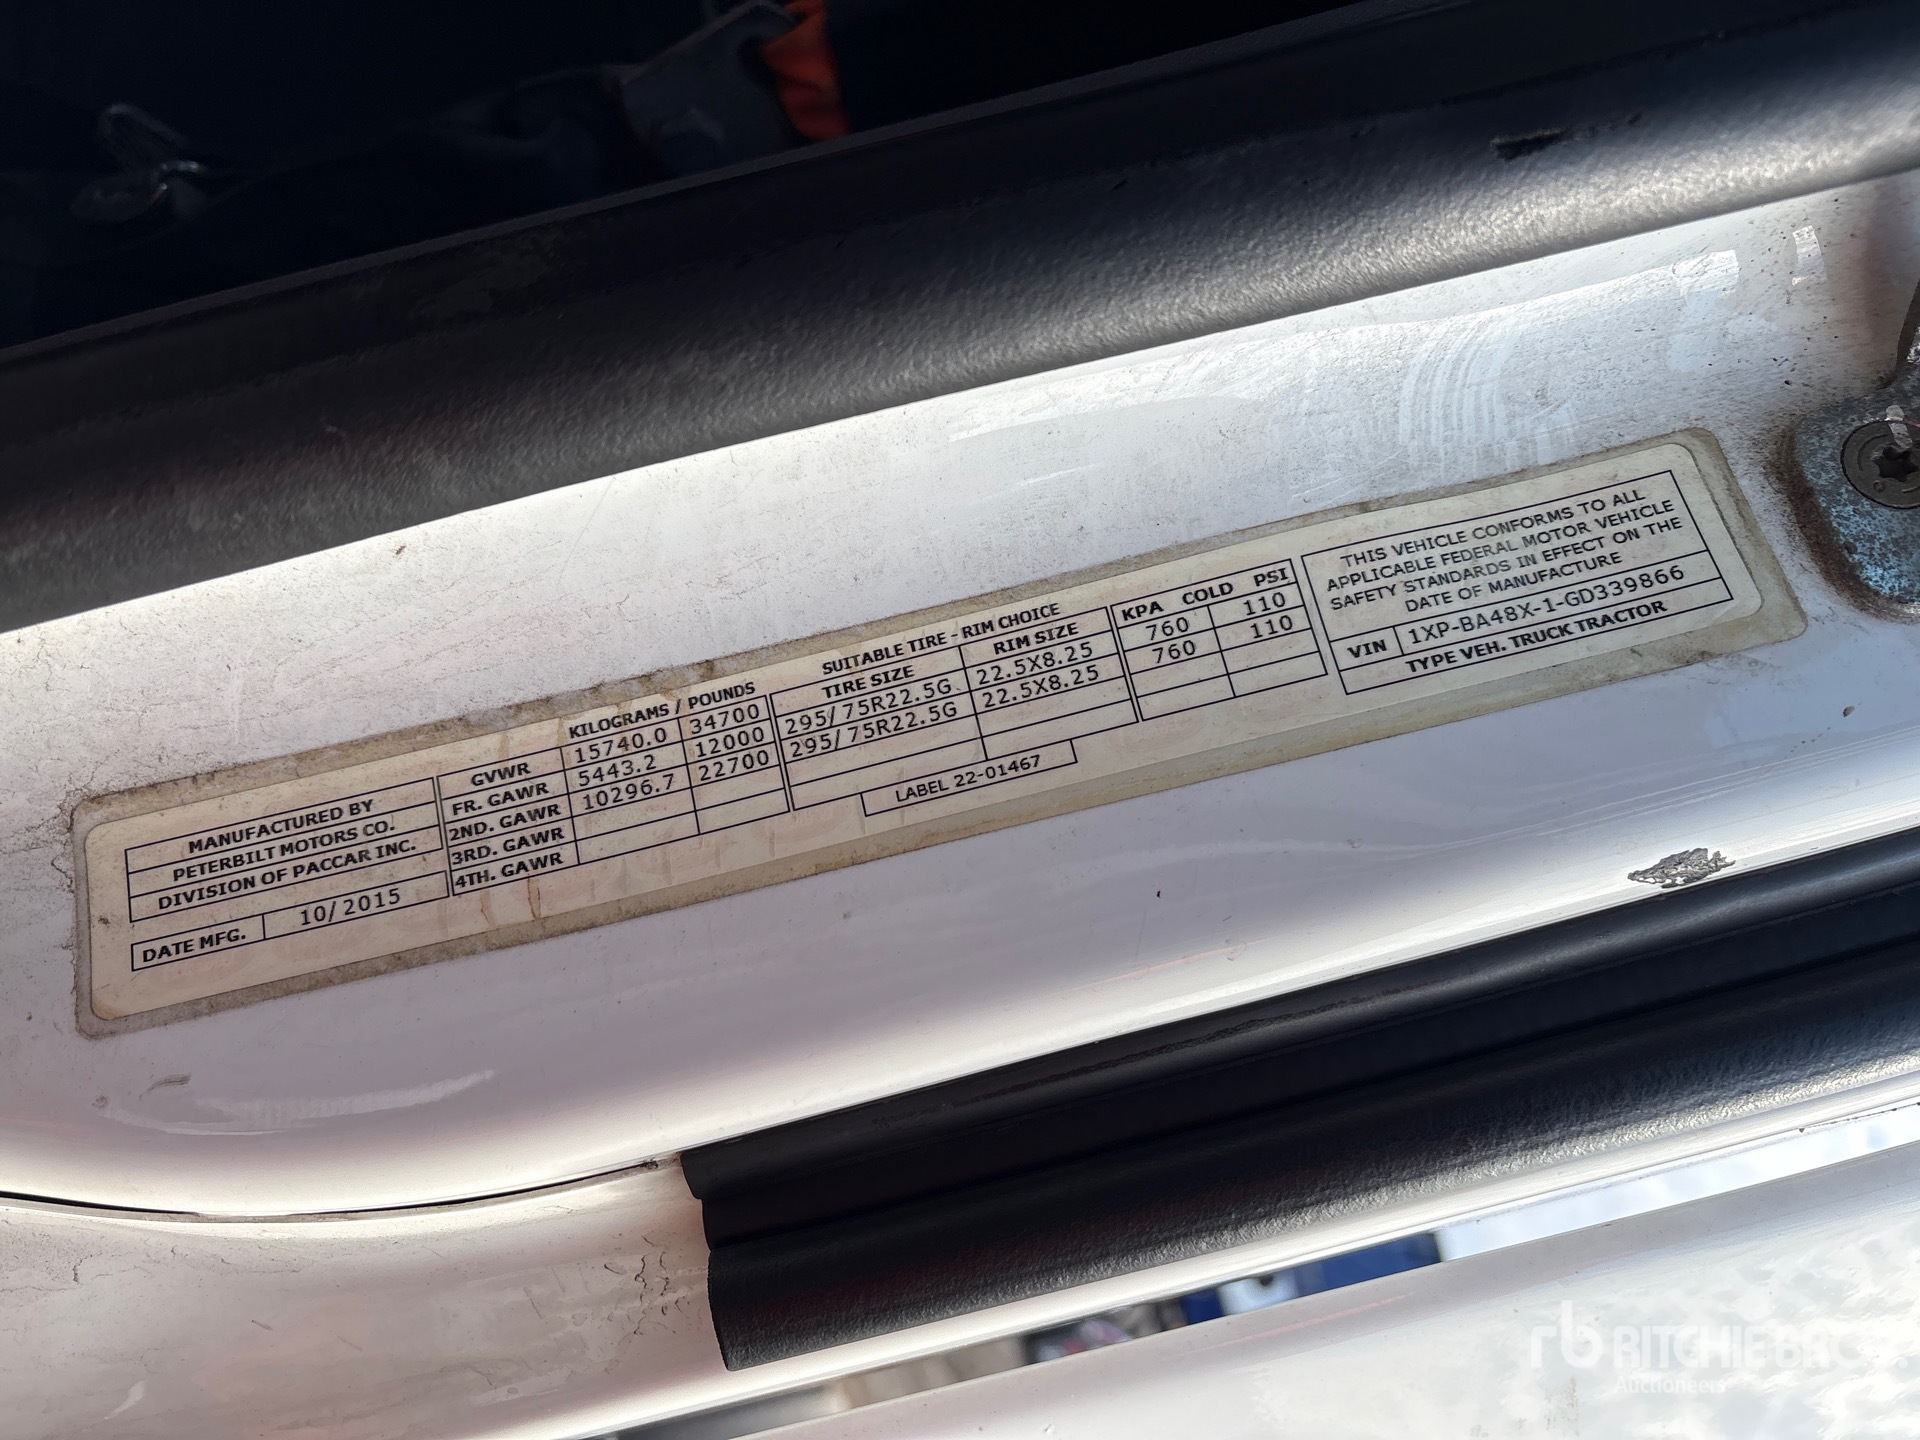 MANUFACTURED BY
PETERBILT MOTORS CO.
DIVISION OF PACCAR INC.
DATE MFG. 10/2015
KILOGRAMS / POUNDS
GVWR 15740.0 34700
FR. GAWR 5443.2 12000
2ND. GAWR 10296.7 22700
3RD. GAWR
4TH. GAWR
SUITABLE TIRE - RIM CHOICE
TIRE SIZE RIM SIZE
295/75R22.5G 22.5X8.25
295/75R22.5G 22.5X8.25
KPA COLD PSI
760 110
760 110
LABEL 22-01467
THIS VEHICLE CONFORMS TO ALL
APPLICABLE FEDERAL MOTOR VEHICLE
SAFETY STANDARDS IN EFFECT ON THE
DATE OF MANUFACTURE
VIN 1XP-BA48X-1-GD339866
TYPE VEH. TRUCK TRACTOR
rb RITCHIE BROS.
Auctioneers